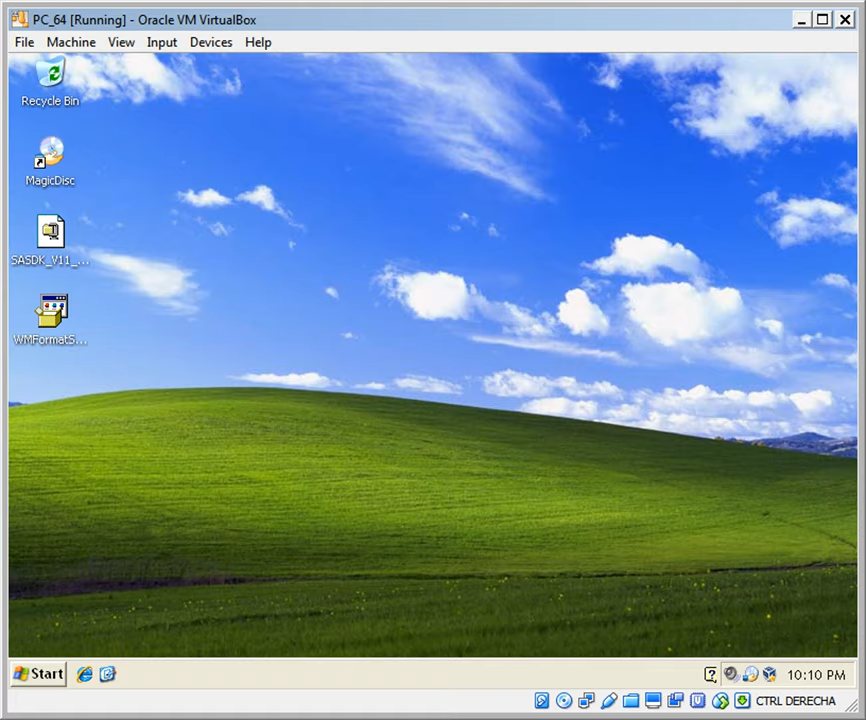 PC_64 [Running] - Oracle VM VirtualBox
File Machine View Input Devices Help
Recycle Bin
MagicDisc
SASDK_V11_...
WMFormatS...
Start
10:10 PM
CTRL DERECHA